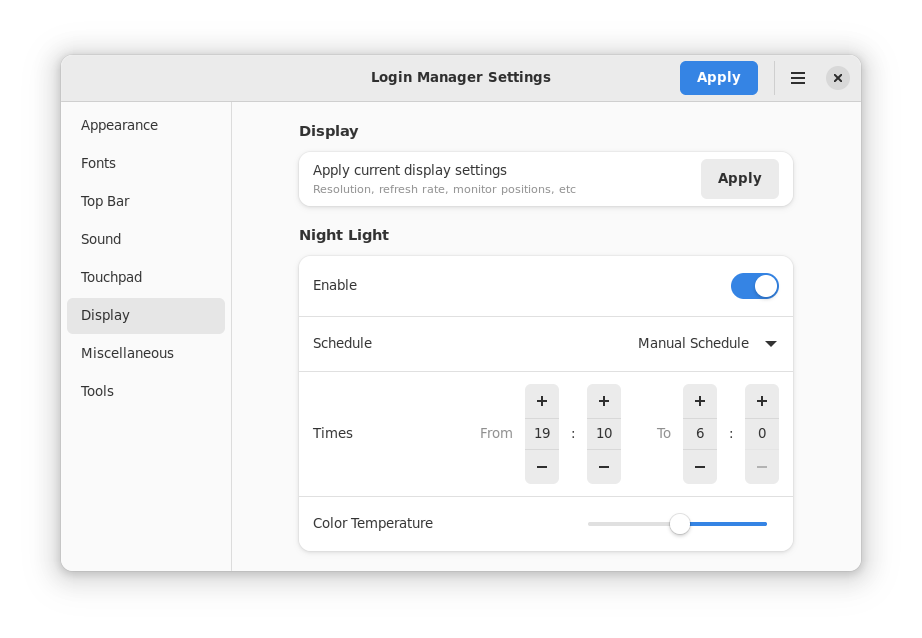 Login Manager Settings
Apply
Appearance
Fonts
Top Bar
Sound
Touchpad
Display
Miscellaneous
Tools
Display
Apply current display settings
Resolution, refresh rate, monitor positions, etc
Apply
Night Light
Enable
Schedule
Manual Schedule
Times
From
19 : 10
To
6 : 0
Color Temperature